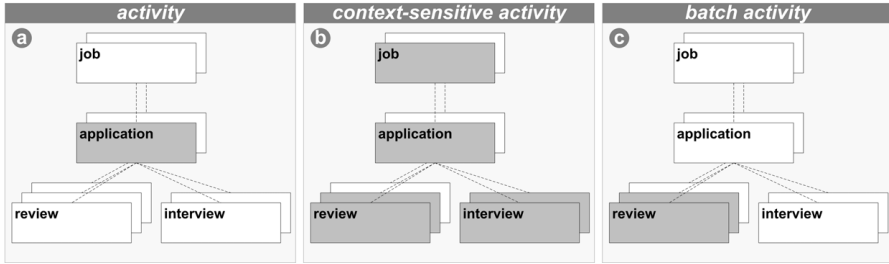 activity
context-sensitive activity
batch activity
a
b
c
job
job
job
application
application
application
review
interview
review
interview
review
interview